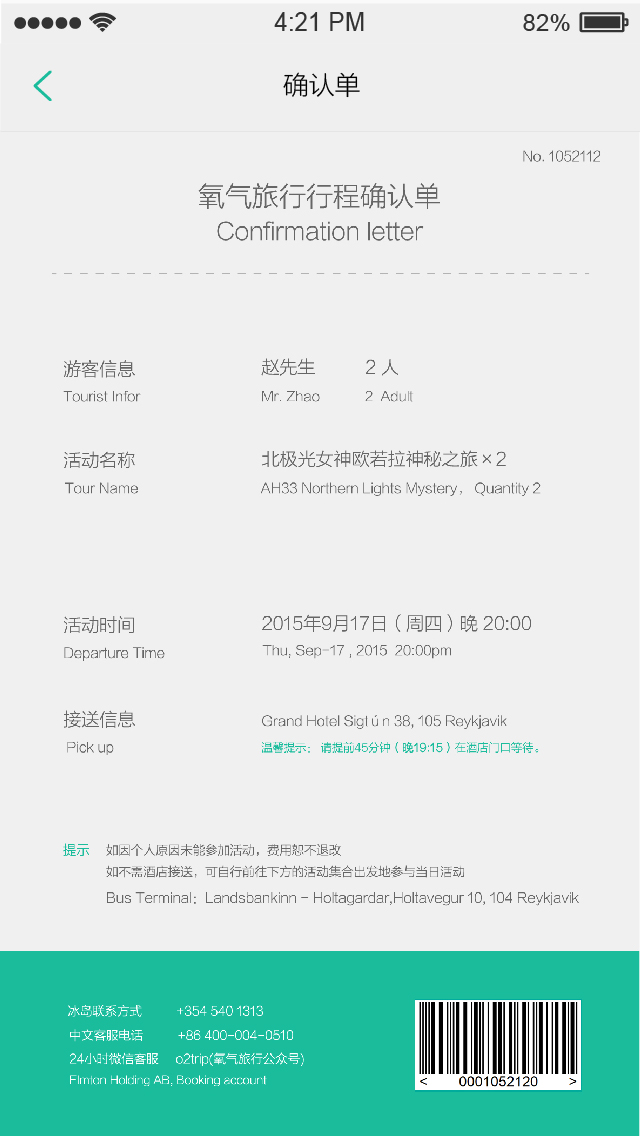 4:21 PM
82%
确认单
No. 1052112
氧气旅行行程确认单
Confirmation letter
游客信息 赵先生 2 人
Tourist Infor Mr. Zhao 2 Adult
活动名称 北极光女神欧若拉神秘之旅×2
Tour Name AH33 Northern Lights Mystery， Quantity 2
活动时间 2015年9月17日（周四）晚 20:00
Departure Time Thu, Sep-17 , 2015 20:00pm
接送信息 Grand Hotel Sigt ú n 38, 105 Reykjavik
Pick up 温馨提示： 请提前45分钟（晚19:15）在酒店门口等待。
提示 如因个人原因未能参加活动，费用恕不退改
如不需酒店接送，可自行前往下方的活动集合出发地参与当日活动
Bus Terminal：Landsbankinn - Holtagardar,Holtavegur 10, 104 Reykjavik
冰岛联系方式 +354 540 1313
中文客服电话 +86 400-004-0510
24小时微信客服 o2trip(氧气旅行公众号)
Elmton Holding AB, Booking account
< 0001052120 >